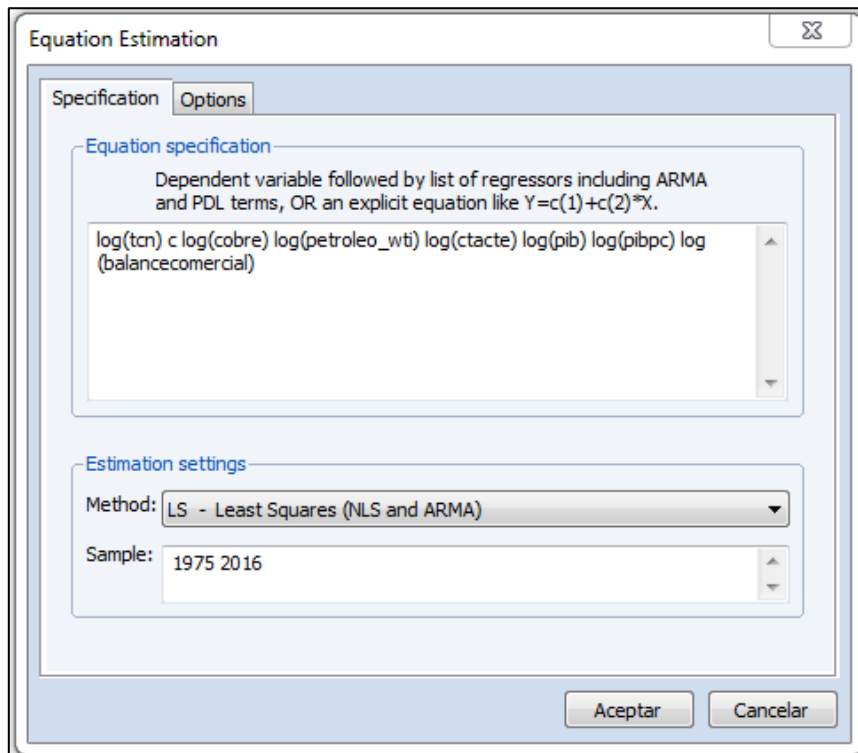 Equation Estimation
Specification
Options
Equation specification
Dependent variable followed by list of regressors including ARMA
and PDL terms, OR an explicit equation like Y=c(1)+c(2)*X.
log(tcn) c log(cobre) log(petroleo_wti) log(ctacte) log(pib) log(pibpc) log
(balancecomercial)
Estimation settings
Method: LS - Least Squares (NLS and ARMA)
Sample: 1975 2016
Aceptar
Cancelar